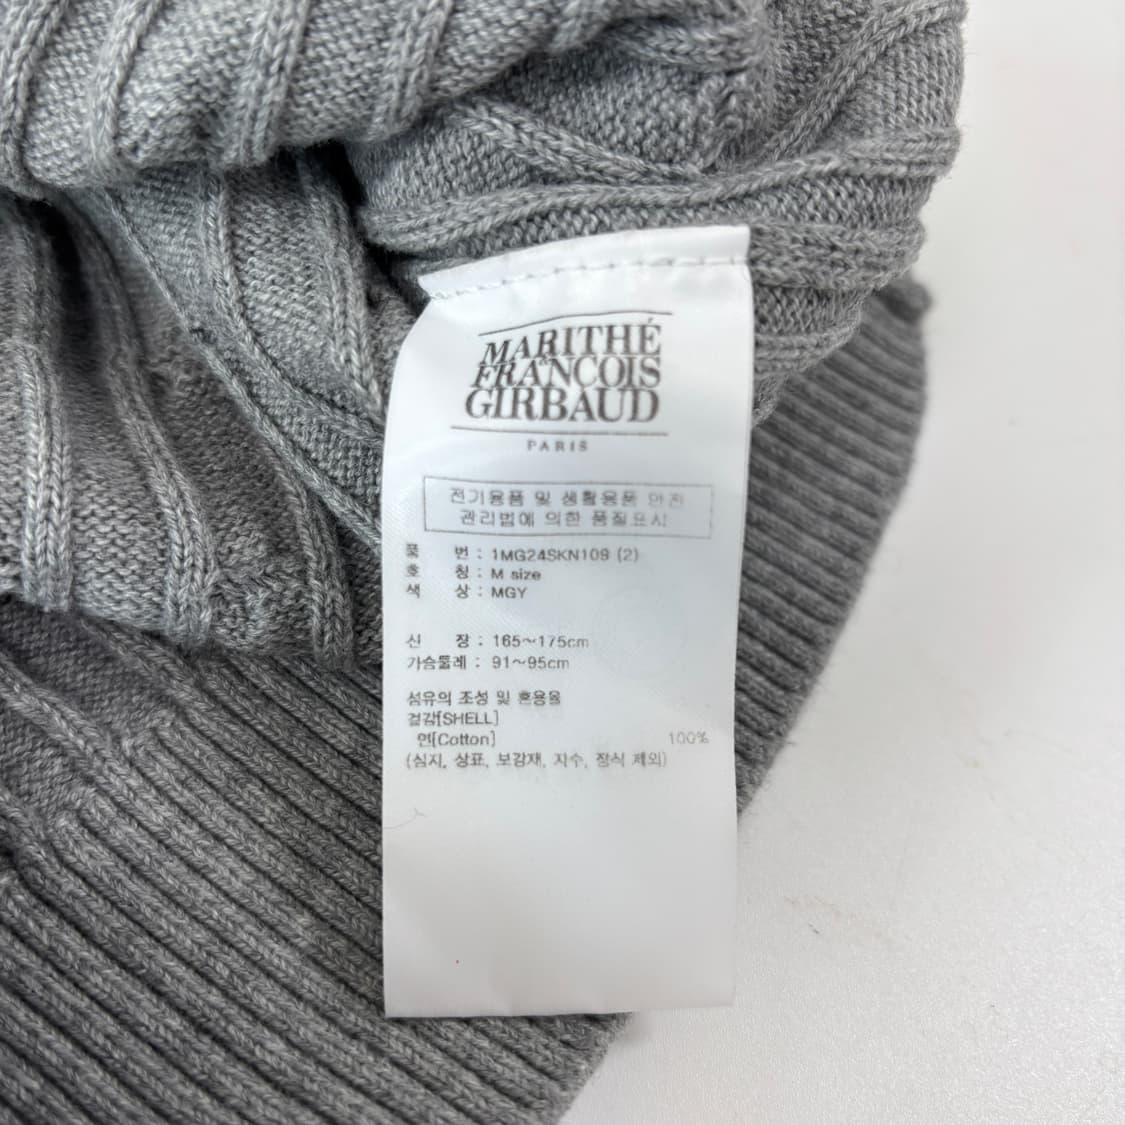 MARITHÉ
FRANÇOIS
GIRBAUD
PARIS
전기용품 및 생활용품 안전
관리법에 의한 품질표시
품 번 : 1MG24SKN109 (2)
호 칭 : M size
색 상 : MGY
신 장 : 165~175cm
가슴둘레 : 91~95cm
섬유의 조성 및 혼용율
겉감[SHELL]
면[Cotton] 100%
(심지, 상표, 보강재, 자수, 장식 제외)